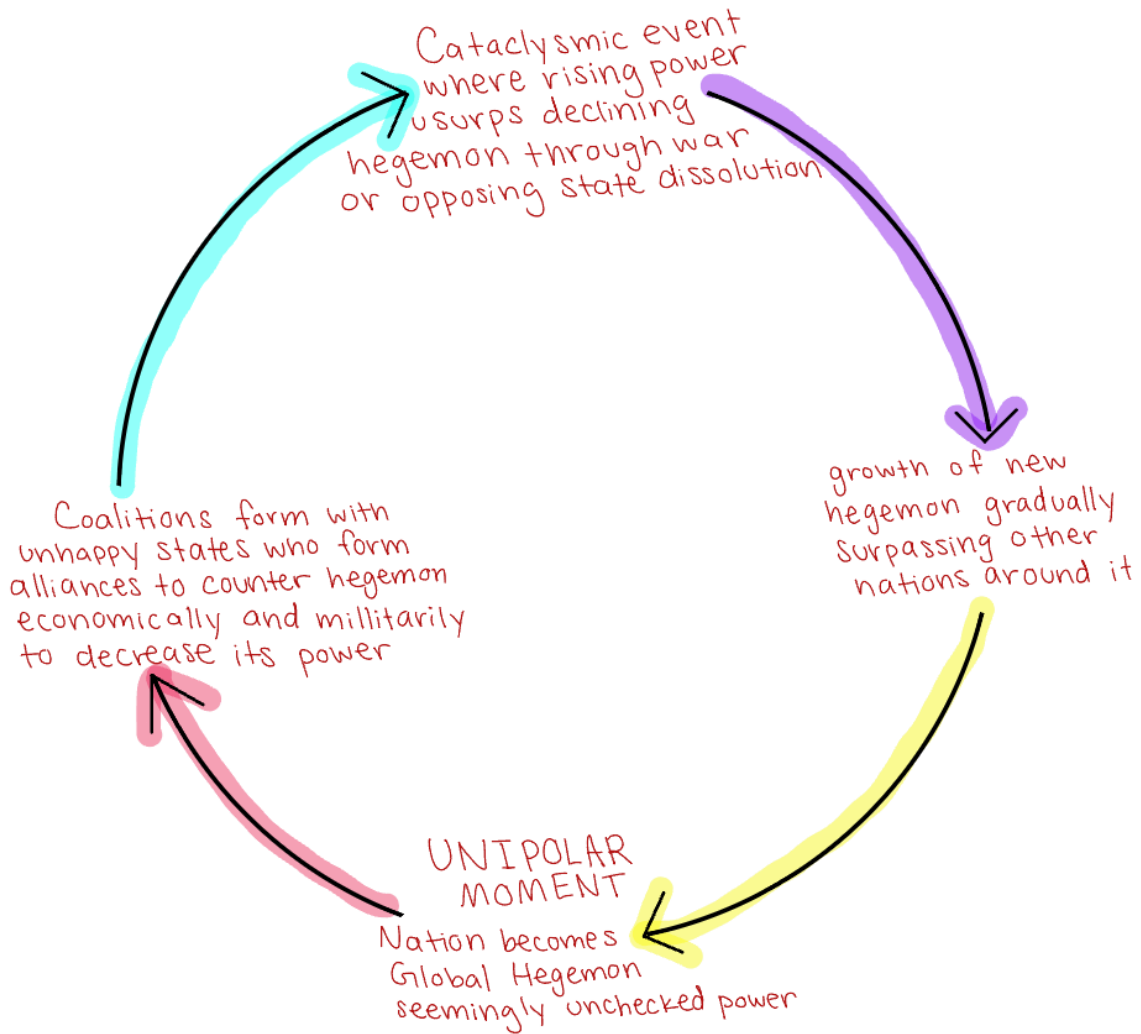 Cataclysmic event
where rising power
usurps declining
hegemon through war
or opposing state dissolution
growth of new
hegemon gradually
surpassing other
nations around it
UNIPOLAR
MOMENT
Nation becomes
Global Hegemon
seemingly unchecked power
Coalitions form with
unhappy states who form
alliances to counter hegemon
economically and millitarily
to decrease its power